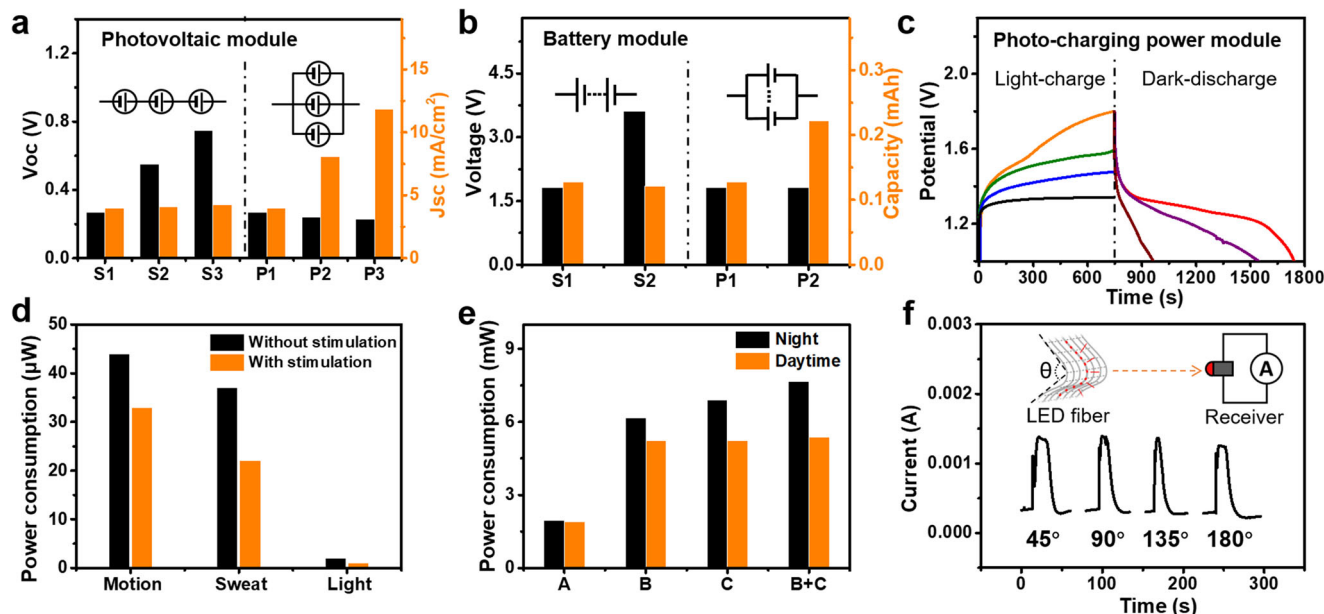 a
Photovoltaic module
Voc (V)
1.2
0.8
0.4
0.0
Jsc (mA/cm²)
15
10
5
0
S1 S2 S3 P1 P2 P3
b
Battery module
Voltage (V)
4.5
3.0
1.5
0.0
Capacity (mAh)
0.3
0.2
0.1
0.0
S1 S2 P1 P2
c
Photo-charging power module
Light-charge Dark-discharge
Potential (V)
2.0
1.6
1.2
0 300 600 900 1200 1500 1800
Time (s)
d
Without stimulation
With stimulation
Power consumption (μW)
50
40
30
20
10
0
Motion Sweat Light
e
Night
Daytime
Power consumption (mW)
9
6
3
0
A B C B+C
f
Current (A)
0.003
0.002
0.001
0.000
θ
A
LED fiber
Receiver
45° 90° 135° 180°
0 100 200 300
Time (s)